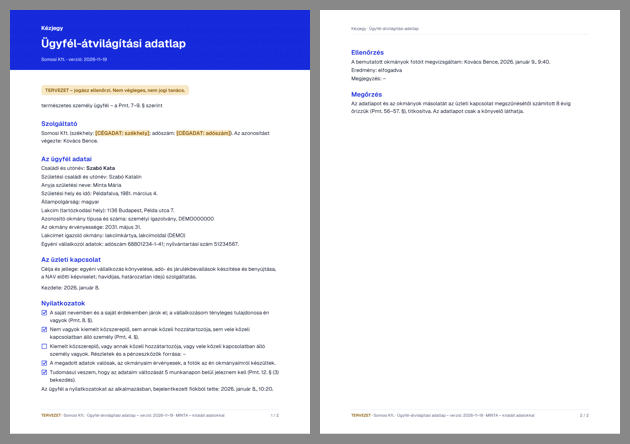 Kézjegy
Ügyfél-átvilágítási adatlap
Somosi Kft. · verzió: 2026-11-19
TERVEZET – jogász ellenőrzi. Nem végleges, nem jogi tanács.
természetes személy ügyfél – a Pmt. 7–9. § szerint
Szolgáltató
Somosi Kft. (székhely: [CÉGADAT: székhely]; adószám: [CÉGADAT: adószám]). Az azonosítást
végezte: Kovács Bence.
Az ügyfél adatai
Családi és utónév: Szabó Kata
Születési családi és utónév: Szabó Katalin
Anyja születési neve: Minta Mária
Születési hely és idő: Példafalva, 1981. március 4.
Állampolgárság: magyar
Lakcím (tartózkodási hely): 1136 Budapest, Példa utca 7.
Azonosító okmány típusa és száma: személyi igazolvány, DEMO000000
Az okmány érvényessége: 2031. május 31.
Lakcímet igazoló okmány: lakcímkártya, lakcímoldal (DEMO)
Egyéni vállalkozói adatok: adószám 68801234-1-41; nyilvántartási szám 51234567.
Az üzleti kapcsolat
Célja és jellege: egyéni vállalkozás könyvelése, adó- és járulékbevallások készítése és benyújtása,
a NAV előtti képviselet; havidíjas, határozatlan idejű szolgáltatás.
Kezdete: 2026. január 8.
Nyilatkozatok
A saját nevemben és a saját érdekemben járok el; a vállalkozásom tényleges tulajdonosa én
vagyok (Pmt. 8. §).
Nem vagyok kiemelt közszereplő, sem annak közeli hozzátartozója, sem vele közeli
kapcsolatban álló személy (Pmt. 4. §).
Kiemelt közszereplő, vagy annak közeli hozzátartozója, vagy vele közeli kapcsolatban álló
személy vagyok. Részletek és a pénzeszközök forrása: –
A megadott adatok valósak, az okmányaim érvényesek, a fotók az én okmányaimról készültek.
Tudomásul veszem, hogy az adataim változását 5 munkanapon belül jeleznem kell (Pmt. 12. § (3)
bekezdés).
Az ügyfél a nyilatkozatokat az alkalmazásban, bejelentkezett fiókból tette: 2026. január 8., 10:20.
TERVEZET · Somosi Kft. · Ügyfél-átvilágítási adatlap – verzió: 2026-11-19 · MINTA – kitalált adatokkal
1 / 2
Kézjegy · Ügyfél-átvilágítási adatlap
Ellenőrzés
A bemutatott okmányok fotóit megvizsgáltam: Kovács Bence, 2026. január 9., 9:40.
Eredmény: elfogadva
Megjegyzés: –
Megőrzés
Az adatlapot és az okmányok másolatát az üzleti kapcsolat megszűnésétől számított 8 évig
őrizzük (Pmt. 56–57. §), titkosítva. Az adatlapot csak a könyvelő láthatja.
TERVEZET · Somosi Kft. · Ügyfél-átvilágítási adatlap – verzió: 2026-11-19 · MINTA – kitalált adatokkal
2 / 2